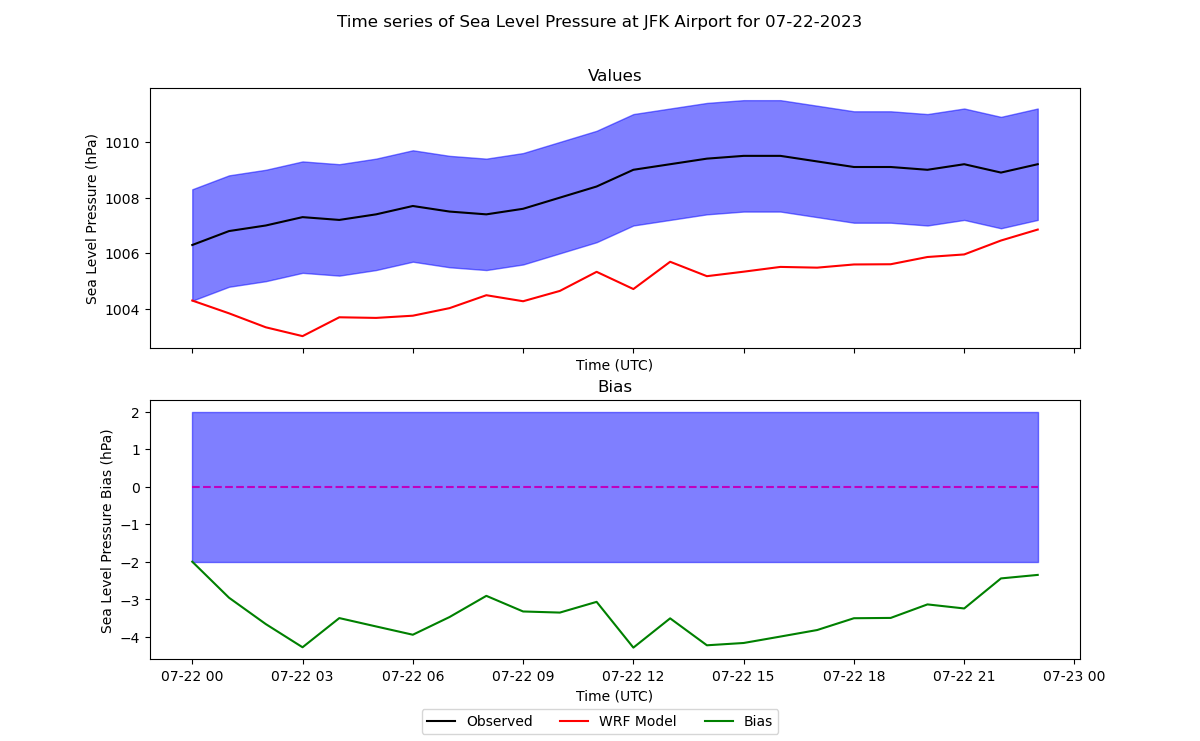 Time series of Sea Level Pressure at JFK Airport for 07-22-2023
Values
Sea Level Pressure (hPa)
1010
1008
1006
1004
Time (UTC)
Bias
Sea Level Pressure Bias (hPa)
2
1
0
−1
−2
−3
−4
07-22 00 07-22 03 07-22 06 07-22 09 07-22 12 07-22 15 07-22 18 07-22 21 07-23 00
Time (UTC)
Observed WRF Model Bias